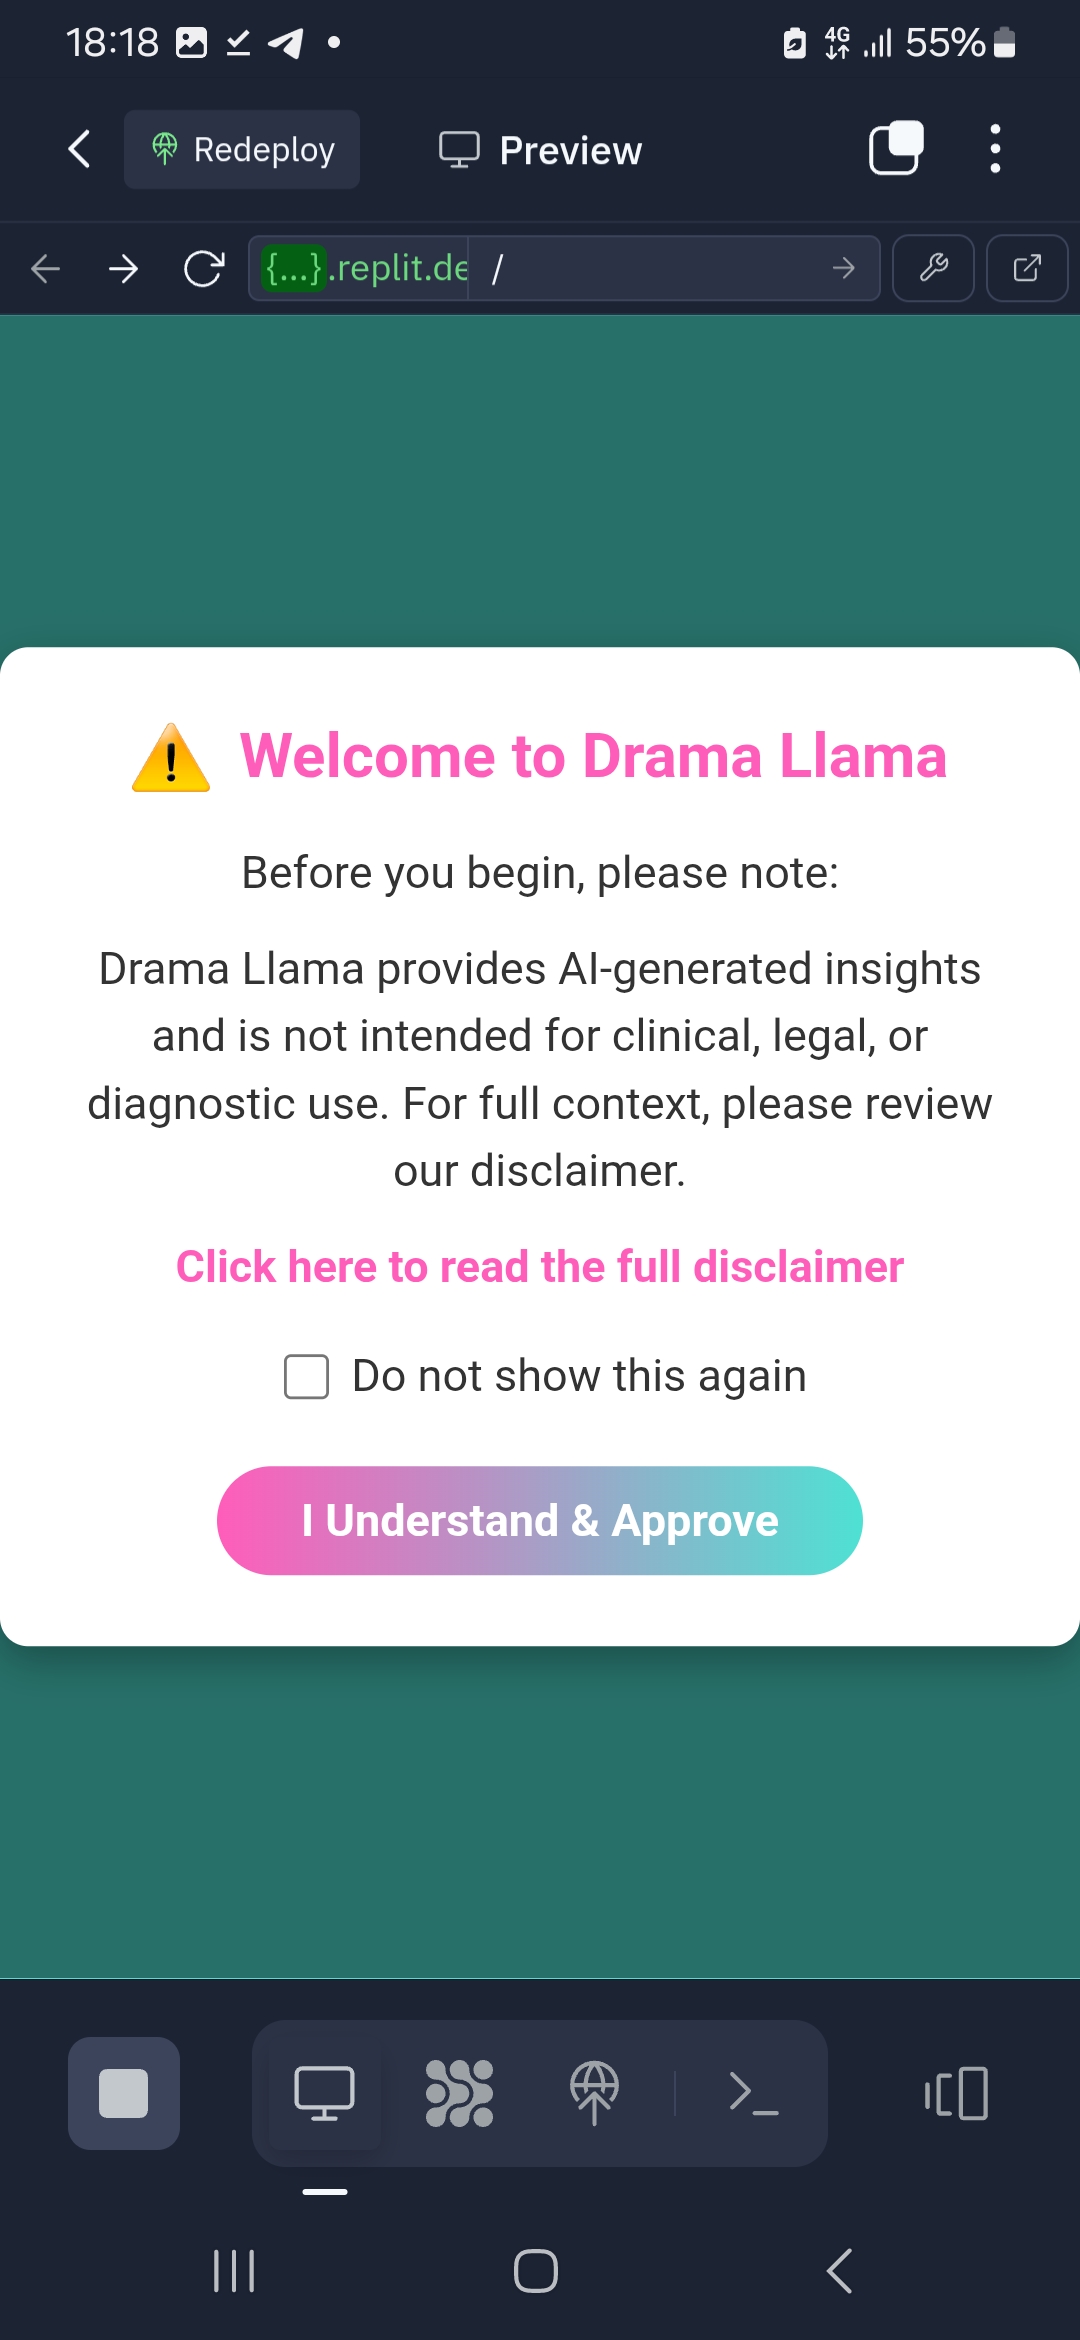 18:18
4G
55%
Redeploy
Preview
{...}.replit.de
/
Welcome to Drama Llama
Before you begin, please note:
Drama Llama provides AI-generated insights
and is not intended for clinical, legal, or
diagnostic use. For full context, please review
our disclaimer.
Click here to read the full disclaimer
Do not show this again
I Understand & Approve